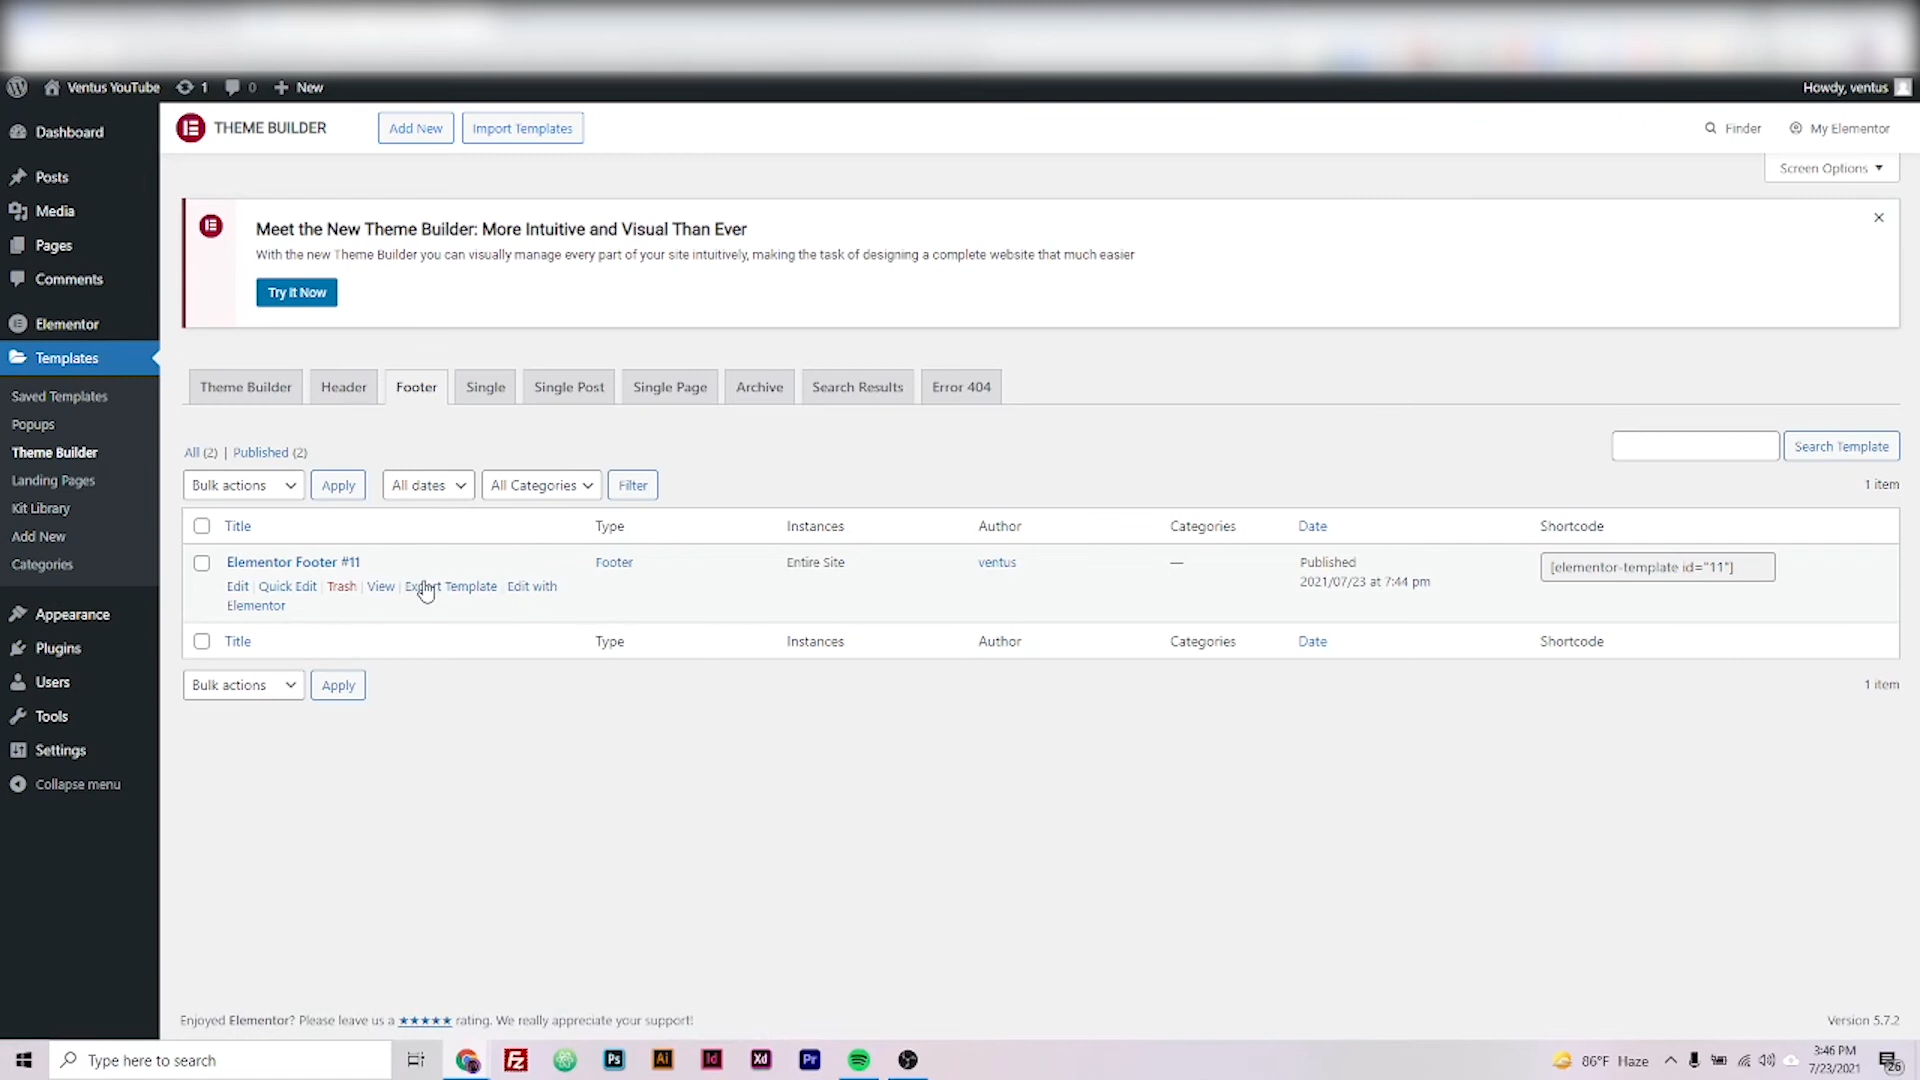 Ventus YouTube 1 0 New Howdy, ventus
Dashboard
Posts
Media
Pages
Comments
Elementor
Templates
Saved Templates
Popups
Theme Builder
Landing Pages
Kit Library
Add New
Categories
Appearance
Plugins
Users
Tools
Settings
Collapse menu
THEME BUILDER Add New Import Templates Finder My Elementor
Screen Options
Meet the New Theme Builder: More Intuitive and Visual Than Ever
With the new Theme Builder you can visually manage every part of your site intuitively, making the task of designing a complete website that much easier
Try It Now
Theme Builder Header Footer Single Single Post Single Page Archive Search Results Error 404
All (2) | Published (2)
Search Template
Bulk actions Apply All dates All Categories Filter 1 item
Title Type Instances Author Categories Date Shortcode
Elementor Footer #11 Footer Entire Site ventus — Published [elementor-template id="11"]
2021/07/23 at 7:44 pm
Edit | Quick Edit | Trash | View | Export Template | Edit with
Elementor
Title Type Instances Author Categories Date Shortcode
Bulk actions Apply 1 item
Enjoyed Elementor? Please leave us a ★★★★★ rating. We really appreciate your support! Version 5.7.2
Type here to search Ps Ai Id Xd Pr 86°F Haze 3:46 PM
7/23/2021 26